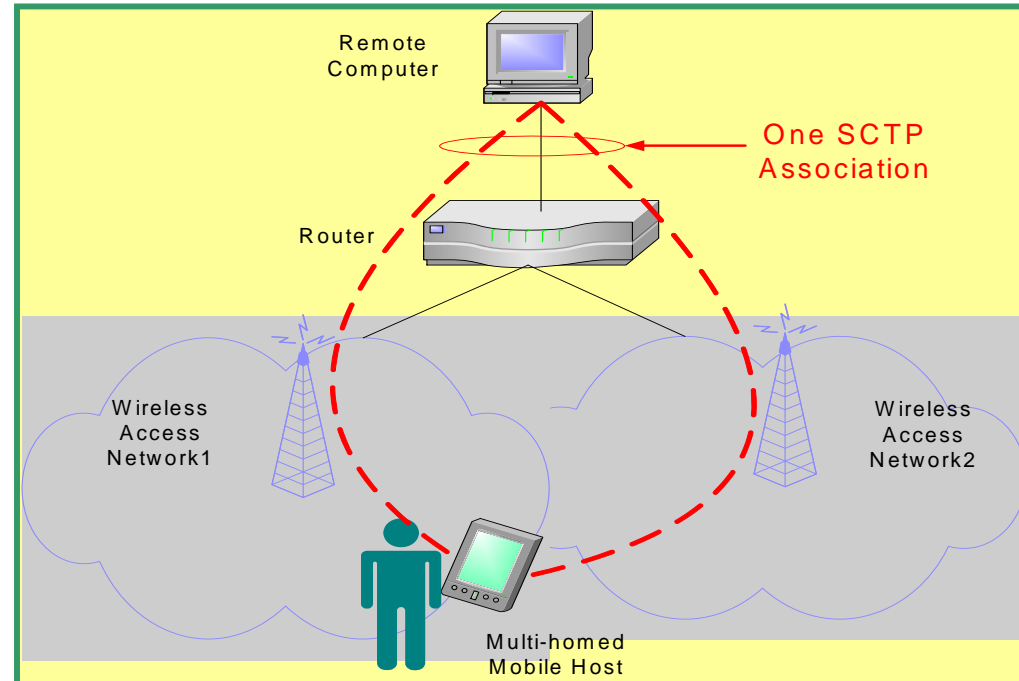 Remote
Computer
One SCTP
Association
Router
Wireless
Access
Network1
Wireless
Access
Network2
Multi-homed
Mobile Host